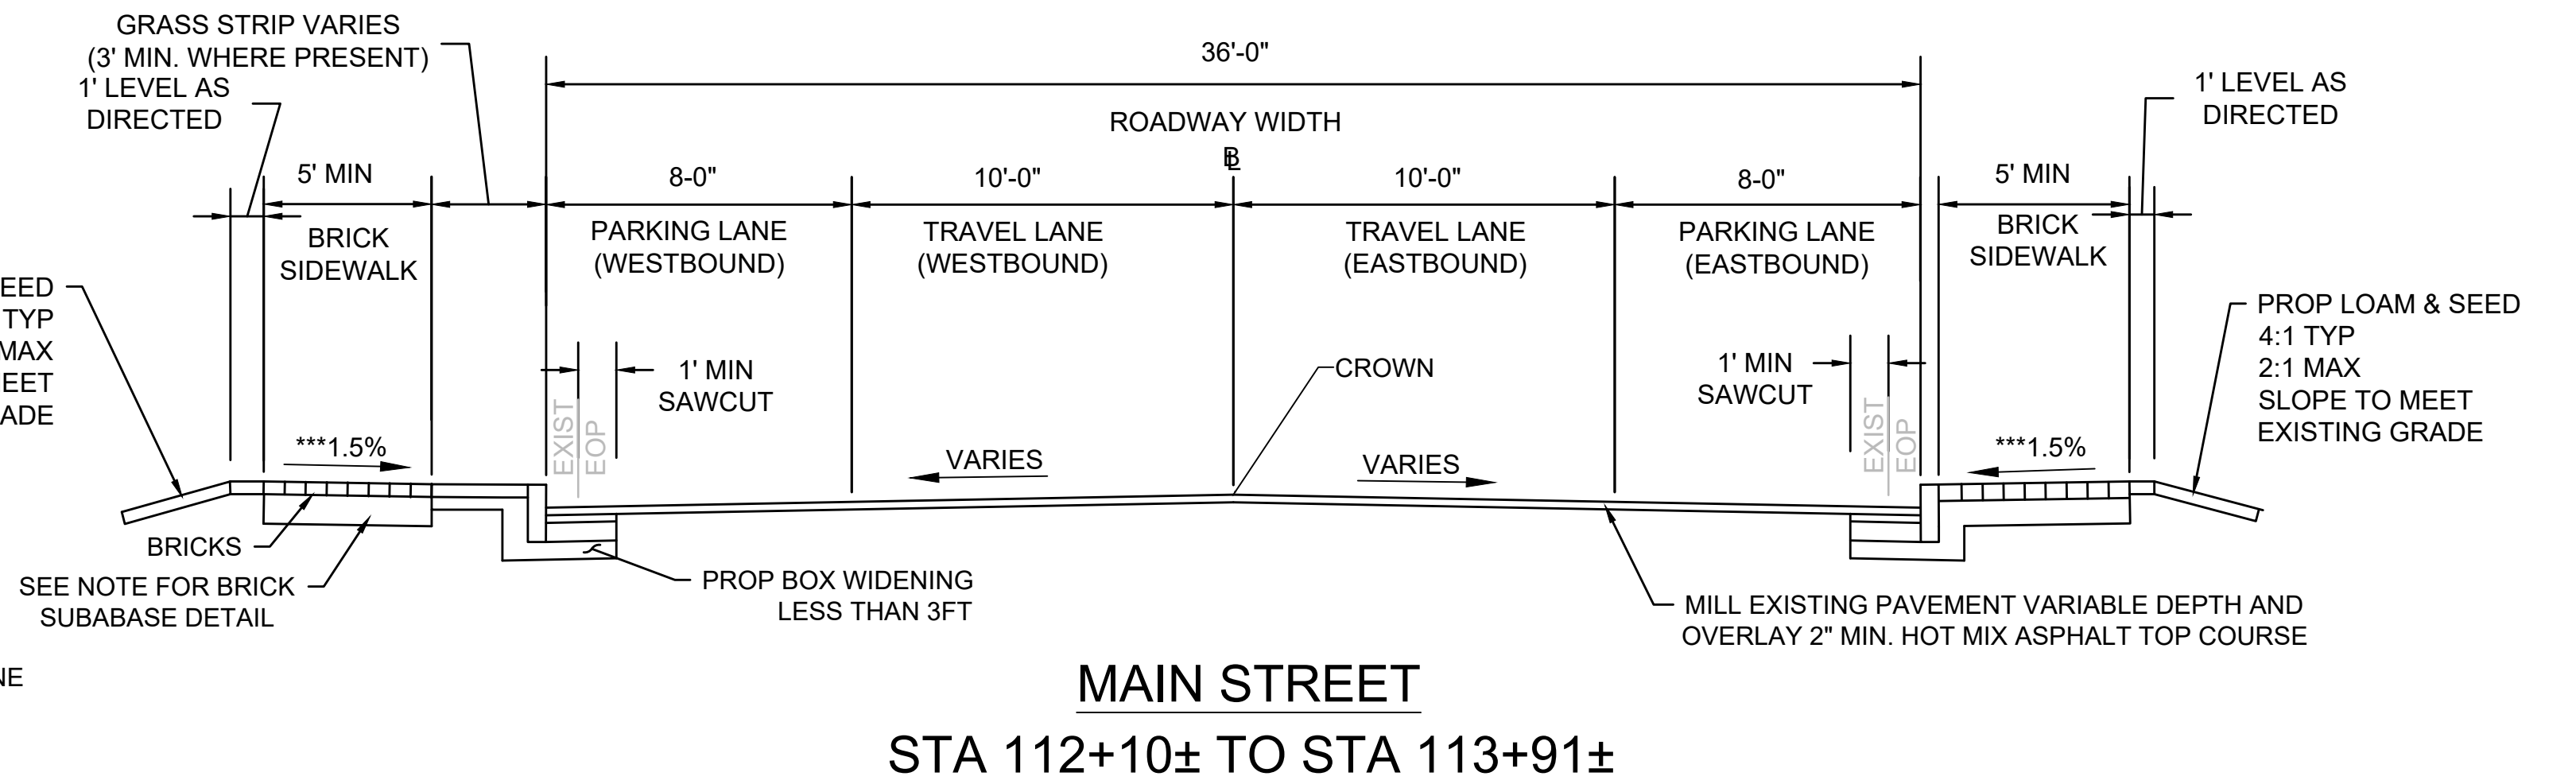 GRASS STRIP VARIES
(3' MIN. WHERE PRESENT)
1' LEVEL AS
DIRECTED
36'-0"
1' LEVEL AS
DIRECTED
ROADWAY WIDTH
BL
5' MIN
8-0"
10'-0"
10'-0"
8-0"
5' MIN
BRICK
SIDEWALK
PARKING LANE
(WESTBOUND)
TRAVEL LANE
(WESTBOUND)
TRAVEL LANE
(EASTBOUND)
PARKING LANE
(EASTBOUND)
BRICK
SIDEWALK
EED
TYP
MAX
EET
ADE
PROP LOAM & SEED
4:1 TYP
2:1 MAX
SLOPE TO MEET
EXISTING GRADE
1' MIN
SAWCUT
CROWN
1' MIN
SAWCUT
EXIST
EOP
EXIST
EOP
***1.5%
VARIES
VARIES
***1.5%
BRICKS
SEE NOTE FOR BRICK
SUBABASE DETAIL
PROP BOX WIDENING
LESS THAN 3FT
MILL EXISTING PAVEMENT VARIABLE DEPTH AND
OVERLAY 2" MIN. HOT MIX ASPHALT TOP COURSE
NE
MAIN STREET
STA 112+10± TO STA 113+91±